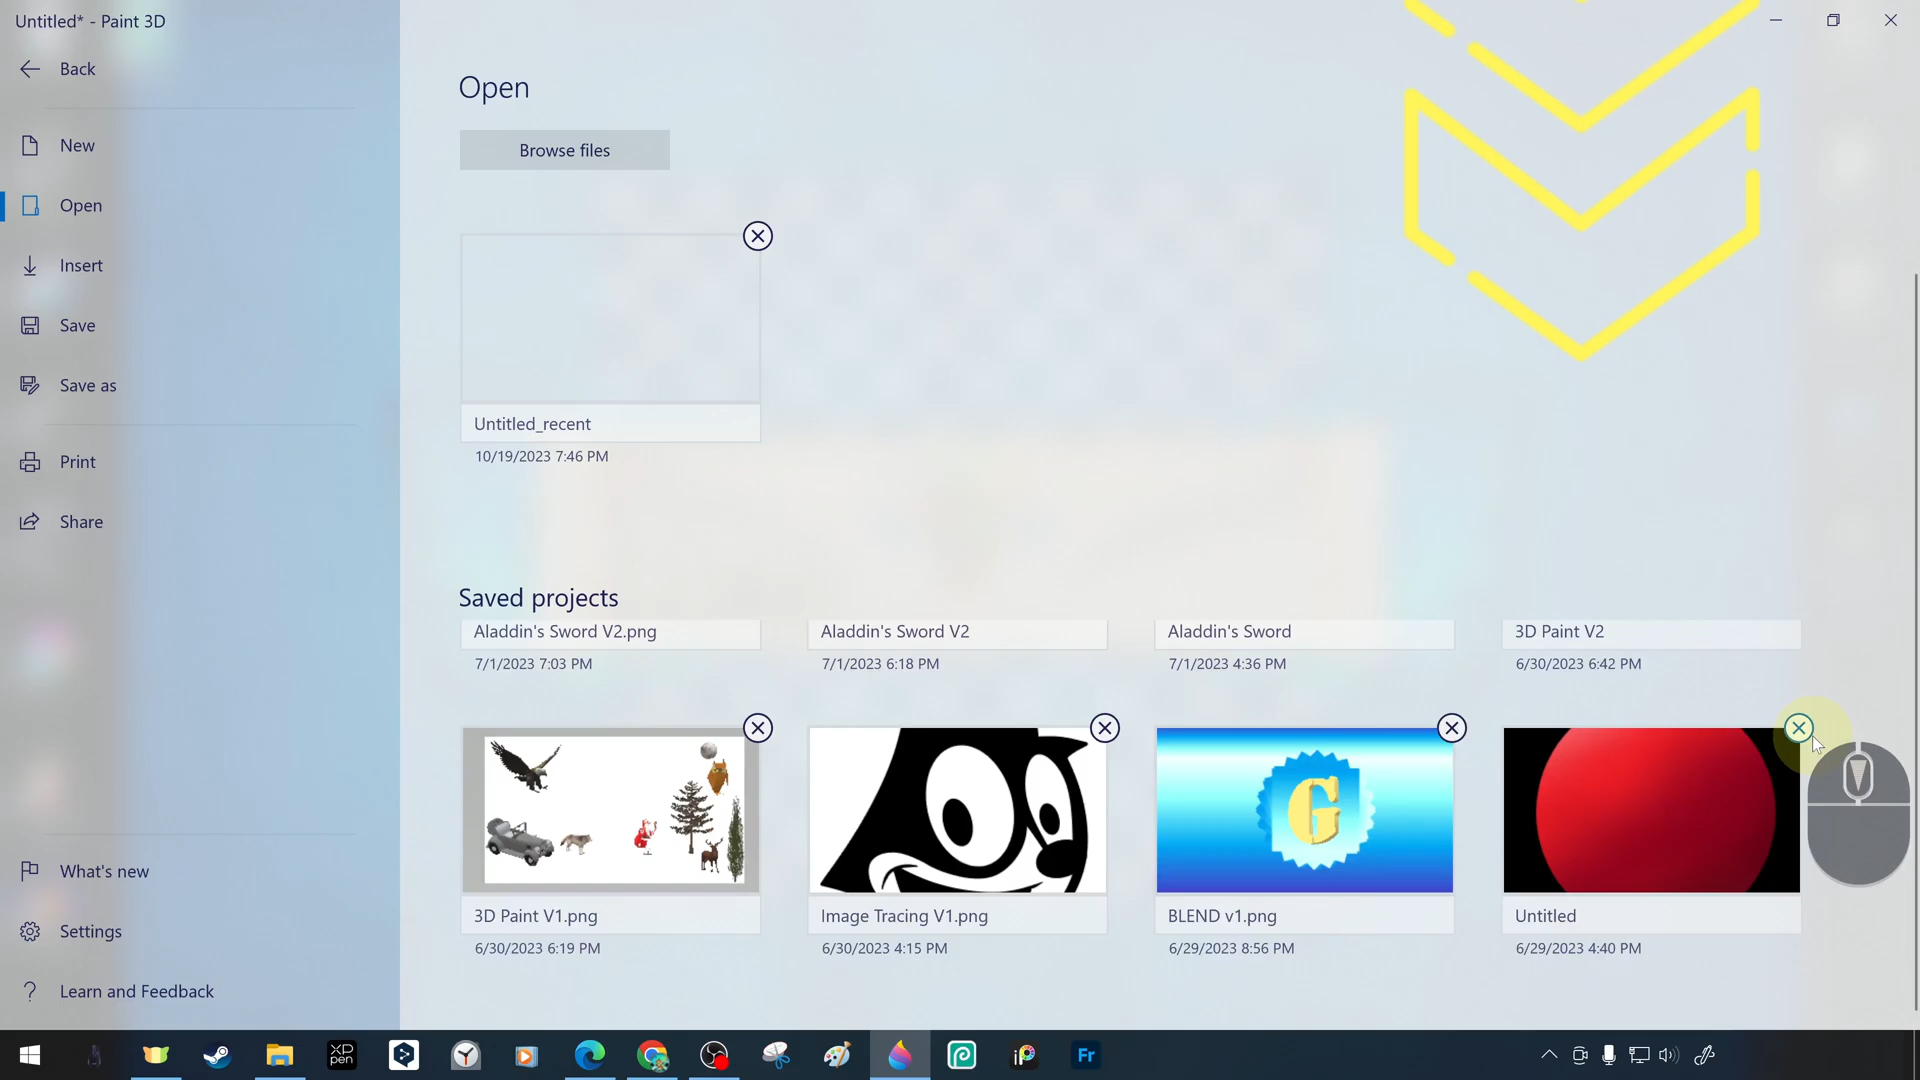 Untitled* - Paint 3D
Back
New
Open
Insert
Save
Save as
Print
Share
What's new
Settings
Learn and Feedback
Open
Browse files
Untitled_recent
10/19/2023 7:46 PM
Saved projects
Aladdin's Sword V2.png
7/1/2023 7:03 PM
Aladdin's Sword V2
7/1/2023 6:18 PM
Aladdin's Sword
7/1/2023 4:36 PM
3D Paint V2
6/30/2023 6:42 PM
3D Paint V1.png
6/30/2023 6:19 PM
Image Tracing V1.png
6/30/2023 4:15 PM
G
BLEND v1.png
6/29/2023 8:56 PM
Untitled
6/29/2023 4:40 PM
XP
pen
iP
Fr